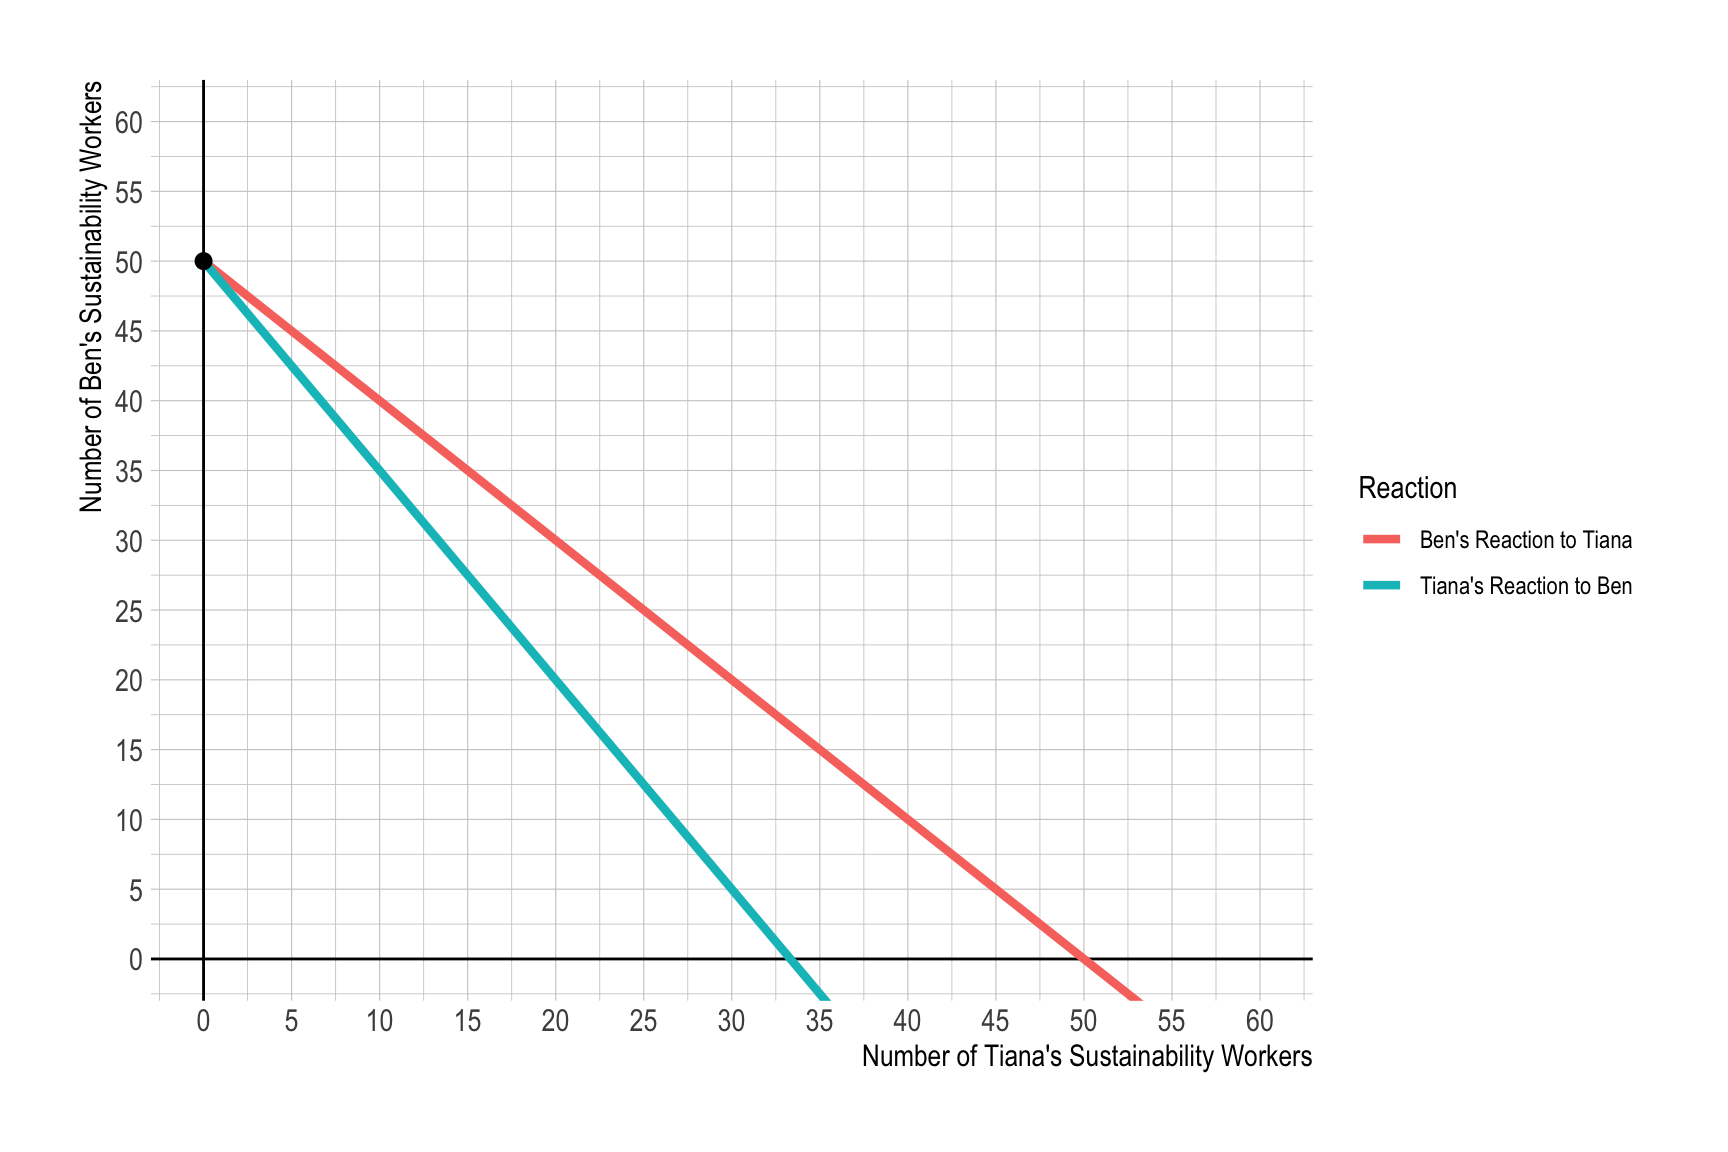 Number of Ben's Sustainability Workers
60
55
50
45
40
35
30
25
20
15
10
5
0
0 5 10 15 20 25 30 35 40 45 50 55 60
Number of Tiana's Sustainability Workers
Reaction
Ben's Reaction to Tiana
Tiana's Reaction to Ben